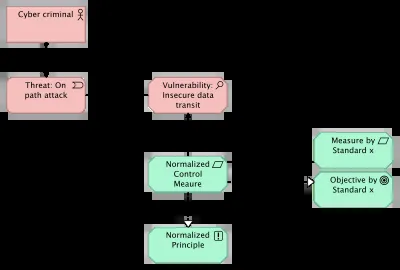 Cyber criminal
Threat: On
path attack
Vulnerability:
Insecure data
transit
Normalized
Control
Meaure
Measure by
Standard x
Objective by
Standard x
Normalized
Principle